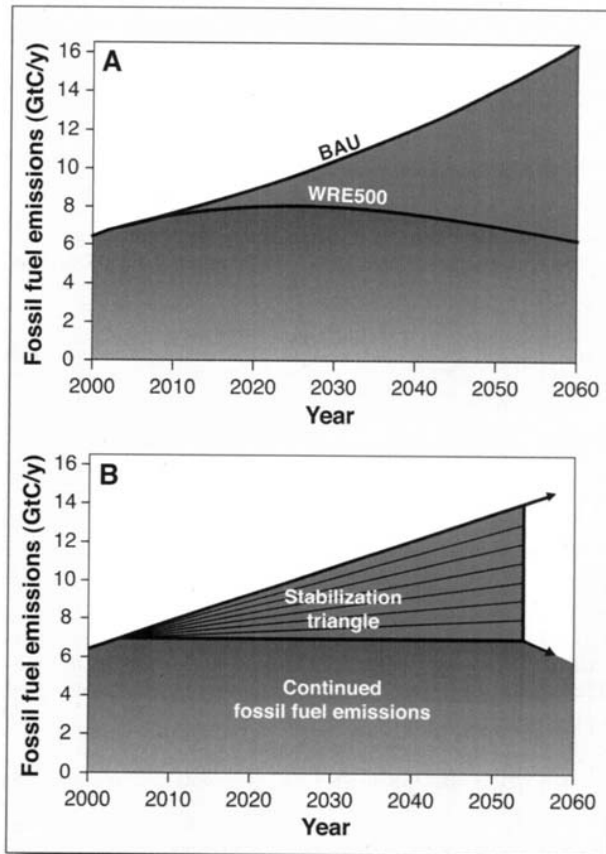 A
Fossil fuel emissions (GtC/y)
16
14
12
10
8
6
4
2
0
BAU
WRE500
2000 2010 2020 2030 2040 2050 2060
Year
B
Fossil fuel emissions (GtC/y)
16
14
12
10
8
6
4
2
0
Stabilization
triangle
Continued
fossil fuel emissions
2000 2010 2020 2030 2040 2050 2060
Year